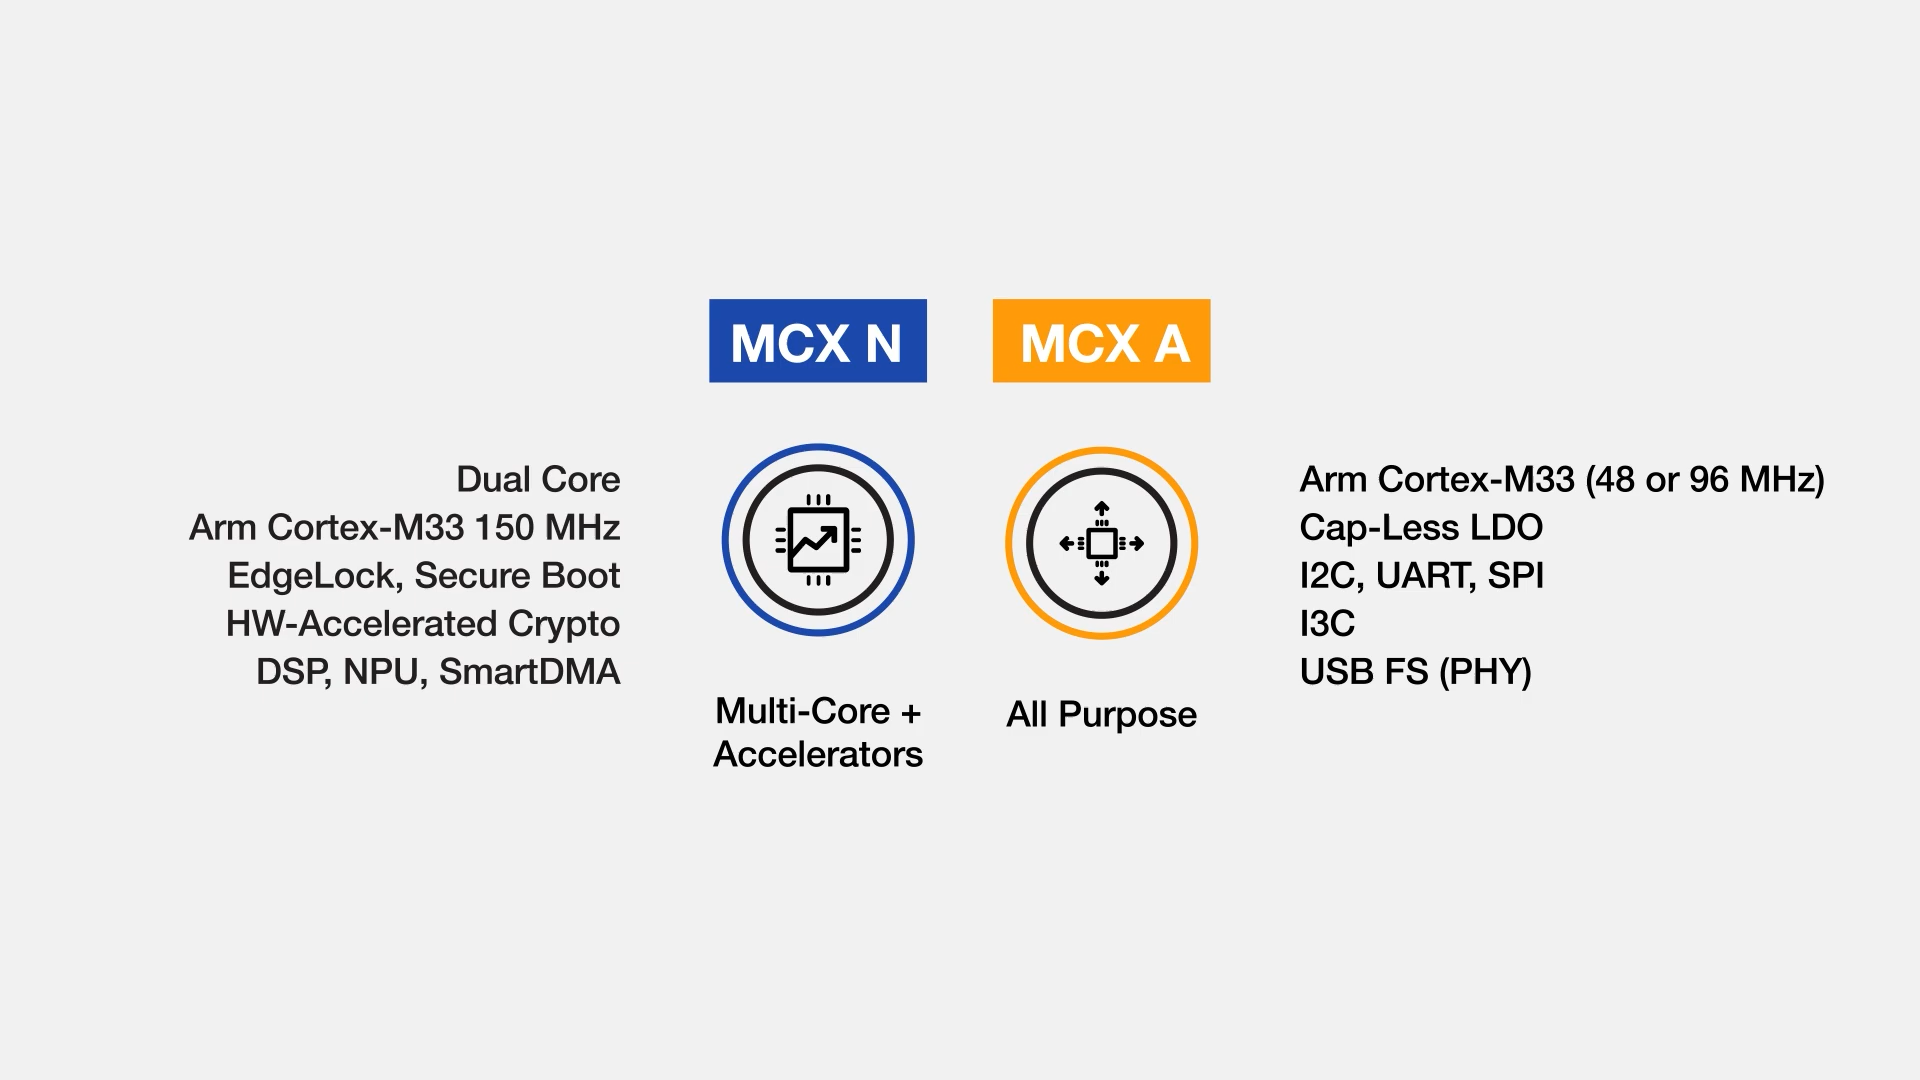 MCX N
MCX A
Dual Core
Arm Cortex-M33 150 MHz
EdgeLock, Secure Boot
HW-Accelerated Crypto
DSP, NPU, SmartDMA
Multi-Core +
Accelerators
All Purpose
Arm Cortex-M33 (48 or 96 MHz)
Cap-Less LDO
I2C, UART, SPI
I3C
USB FS (PHY)